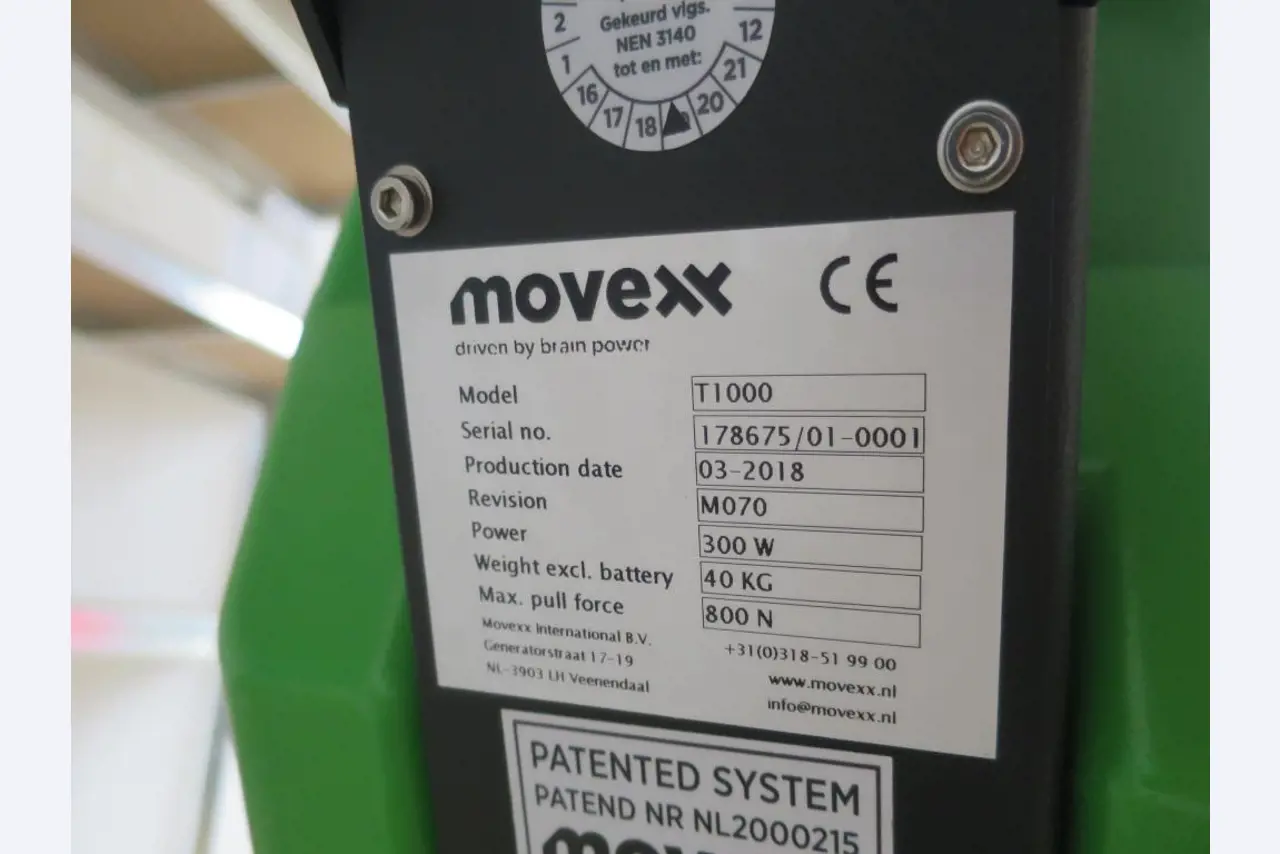 Gekeurd vlgs.
NEN 3140
tot en met:
2
1
16
17
18
20
21
12
movexx
CE
driven by brain power
Model T1000
Serial no. 178675/01-0001
Production date 03-2018
Revision M070
Power 300 W
Weight excl. battery 40 KG
Max. pull force 800 N
Movexx International B.V.
Generatorstraat 17-19
NL-3903 LH Veenendaal
+31(0)318-51 99 00
www.movexx.nl
info@movexx.nl
PATENTED SYSTEM
PATEND NR NL2000215
movexx